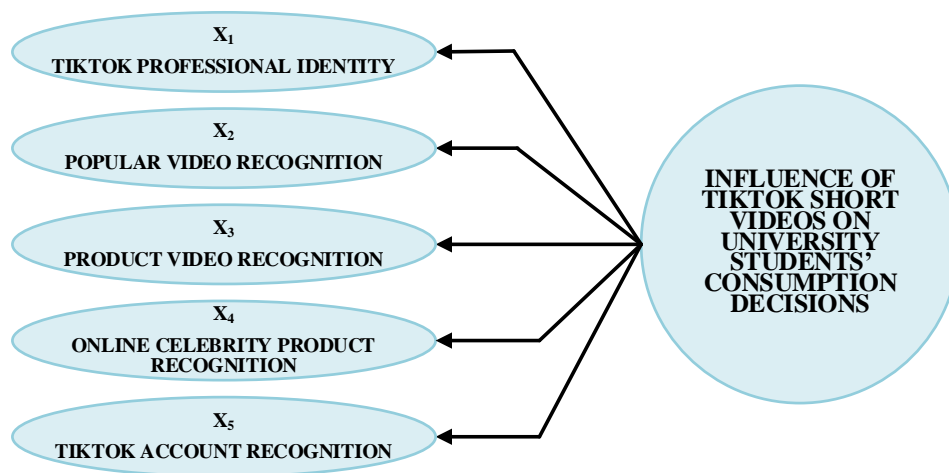 X₁
TIKTOK PROFESSIONAL IDENTITY
X₂
POPULAR VIDEO RECOGNITION
X₃
PRODUCT VIDEO RECOGNITION
X₄
ONLINE CELEBRITY PRODUCT
RECOGNITION
X₅
TIKTOK ACCOUNT RECOGNITION
INFLUENCE OF
TIKTOK SHORT
VIDEOS ON
UNIVERSITY
STUDENTS’
CONSUMPTION
DECISIONS